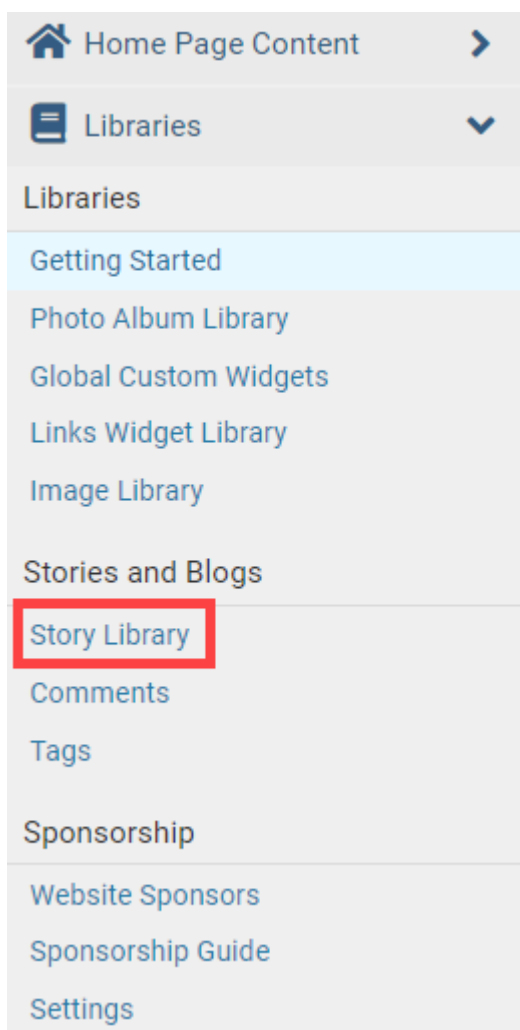 Home Page Content
Libraries
Libraries
Getting Started
Photo Album Library
Global Custom Widgets
Links Widget Library
Image Library
Stories and Blogs
Story Library
Comments
Tags
Sponsorship
Website Sponsors
Sponsorship Guide
Settings